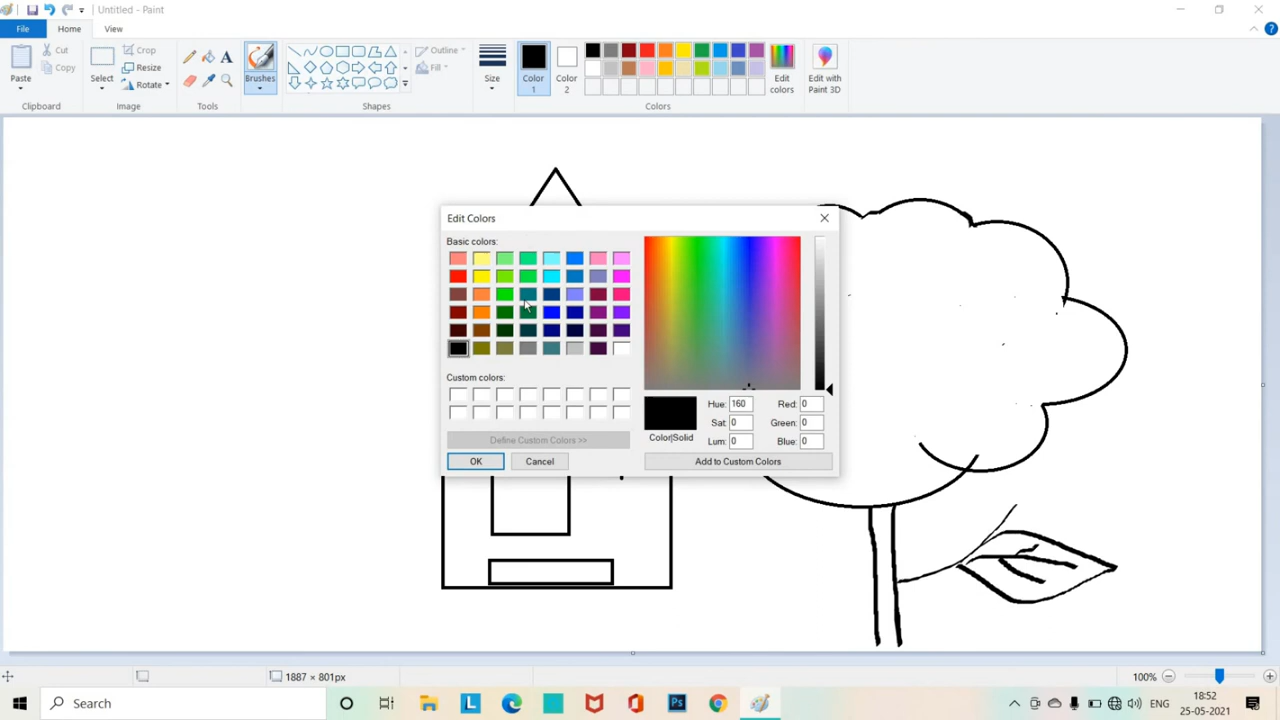 Untitled - Paint
File
Home
View
Paste
Cut
Copy
Clipboard
Select
Crop
Resize
Rotate
Image
A
Tools
Brushes
Outline
Fill
Shapes
Size
Color
1
Color
2
Colors
Edit
colors
Edit with
Paint 3D
Edit Colors
Basic colors:
Custom colors:
Define Custom Colors >>
OK
Cancel
Color|Solid
Hue: 160
Sat: 0
Lum: 0
Red: 0
Green: 0
Blue: 0
Add to Custom Colors
1887 × 801px
100%
Search
L
Ps
ENG
18:52
25-05-2021